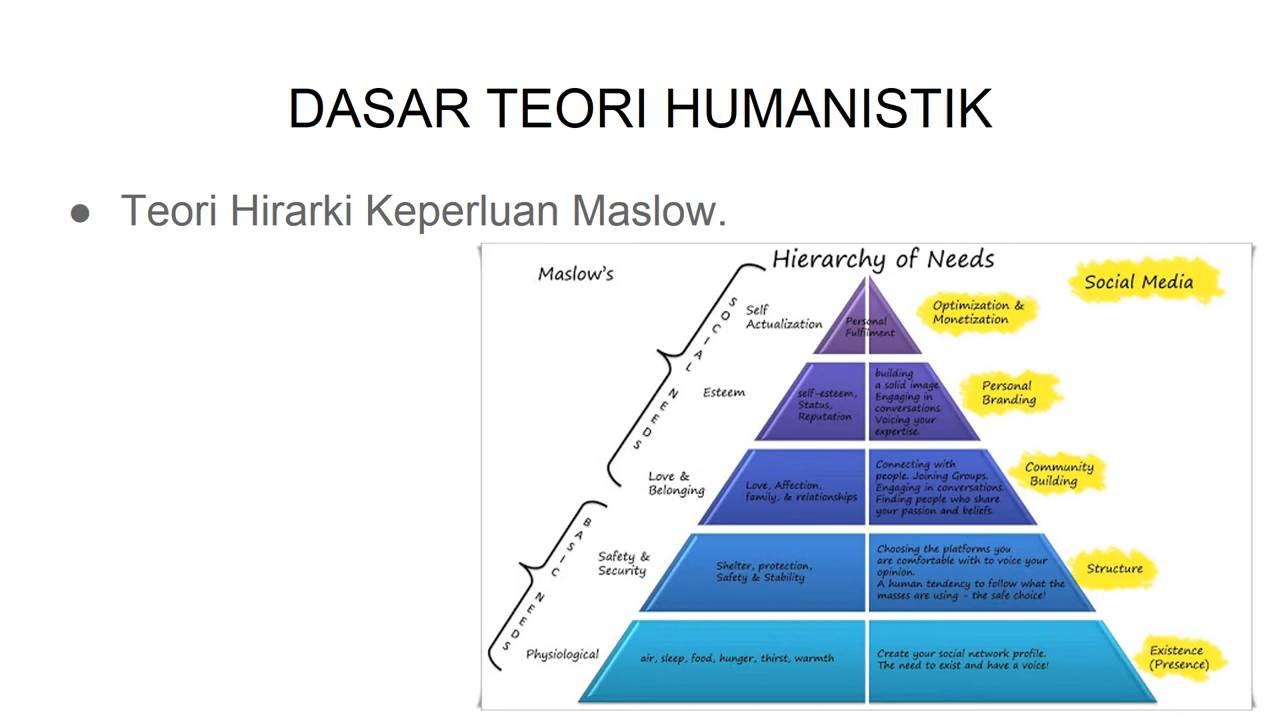 DASAR TEORI HUMANISTIK
● Teori Hirarki Keperluan Maslow.
Maslow's
Hierarchy of Needs
Social Media
SOCIAL NEEDS
Self
Actualization
Personal
Fulfilment
Optimization &
Monetization
Esteem
self-esteem,
Status,
Reputation
building
a solid image.
Engaging in
conversations.
Voicing your
expertise.
Personal
Branding
Love &
Belonging
Love, Affection,
family, & relationships
Connecting with
people. Joining Groups.
Engaging in conversations.
Finding people who share
your passion and beliefs.
Community
Building
BASIC NEEDS
Safety &
Security
Shelter, protection,
Safety & Stability
Choosing the platforms you
are comfortable with to voice your
opinion.
A human tendency to follow what the
masses are using - the safe choice!
Structure
Physiological
air, sleep, food, hunger, thirst, warmth
Create your social network profile.
The need to exist and have a voice!
Existence
(Presence)